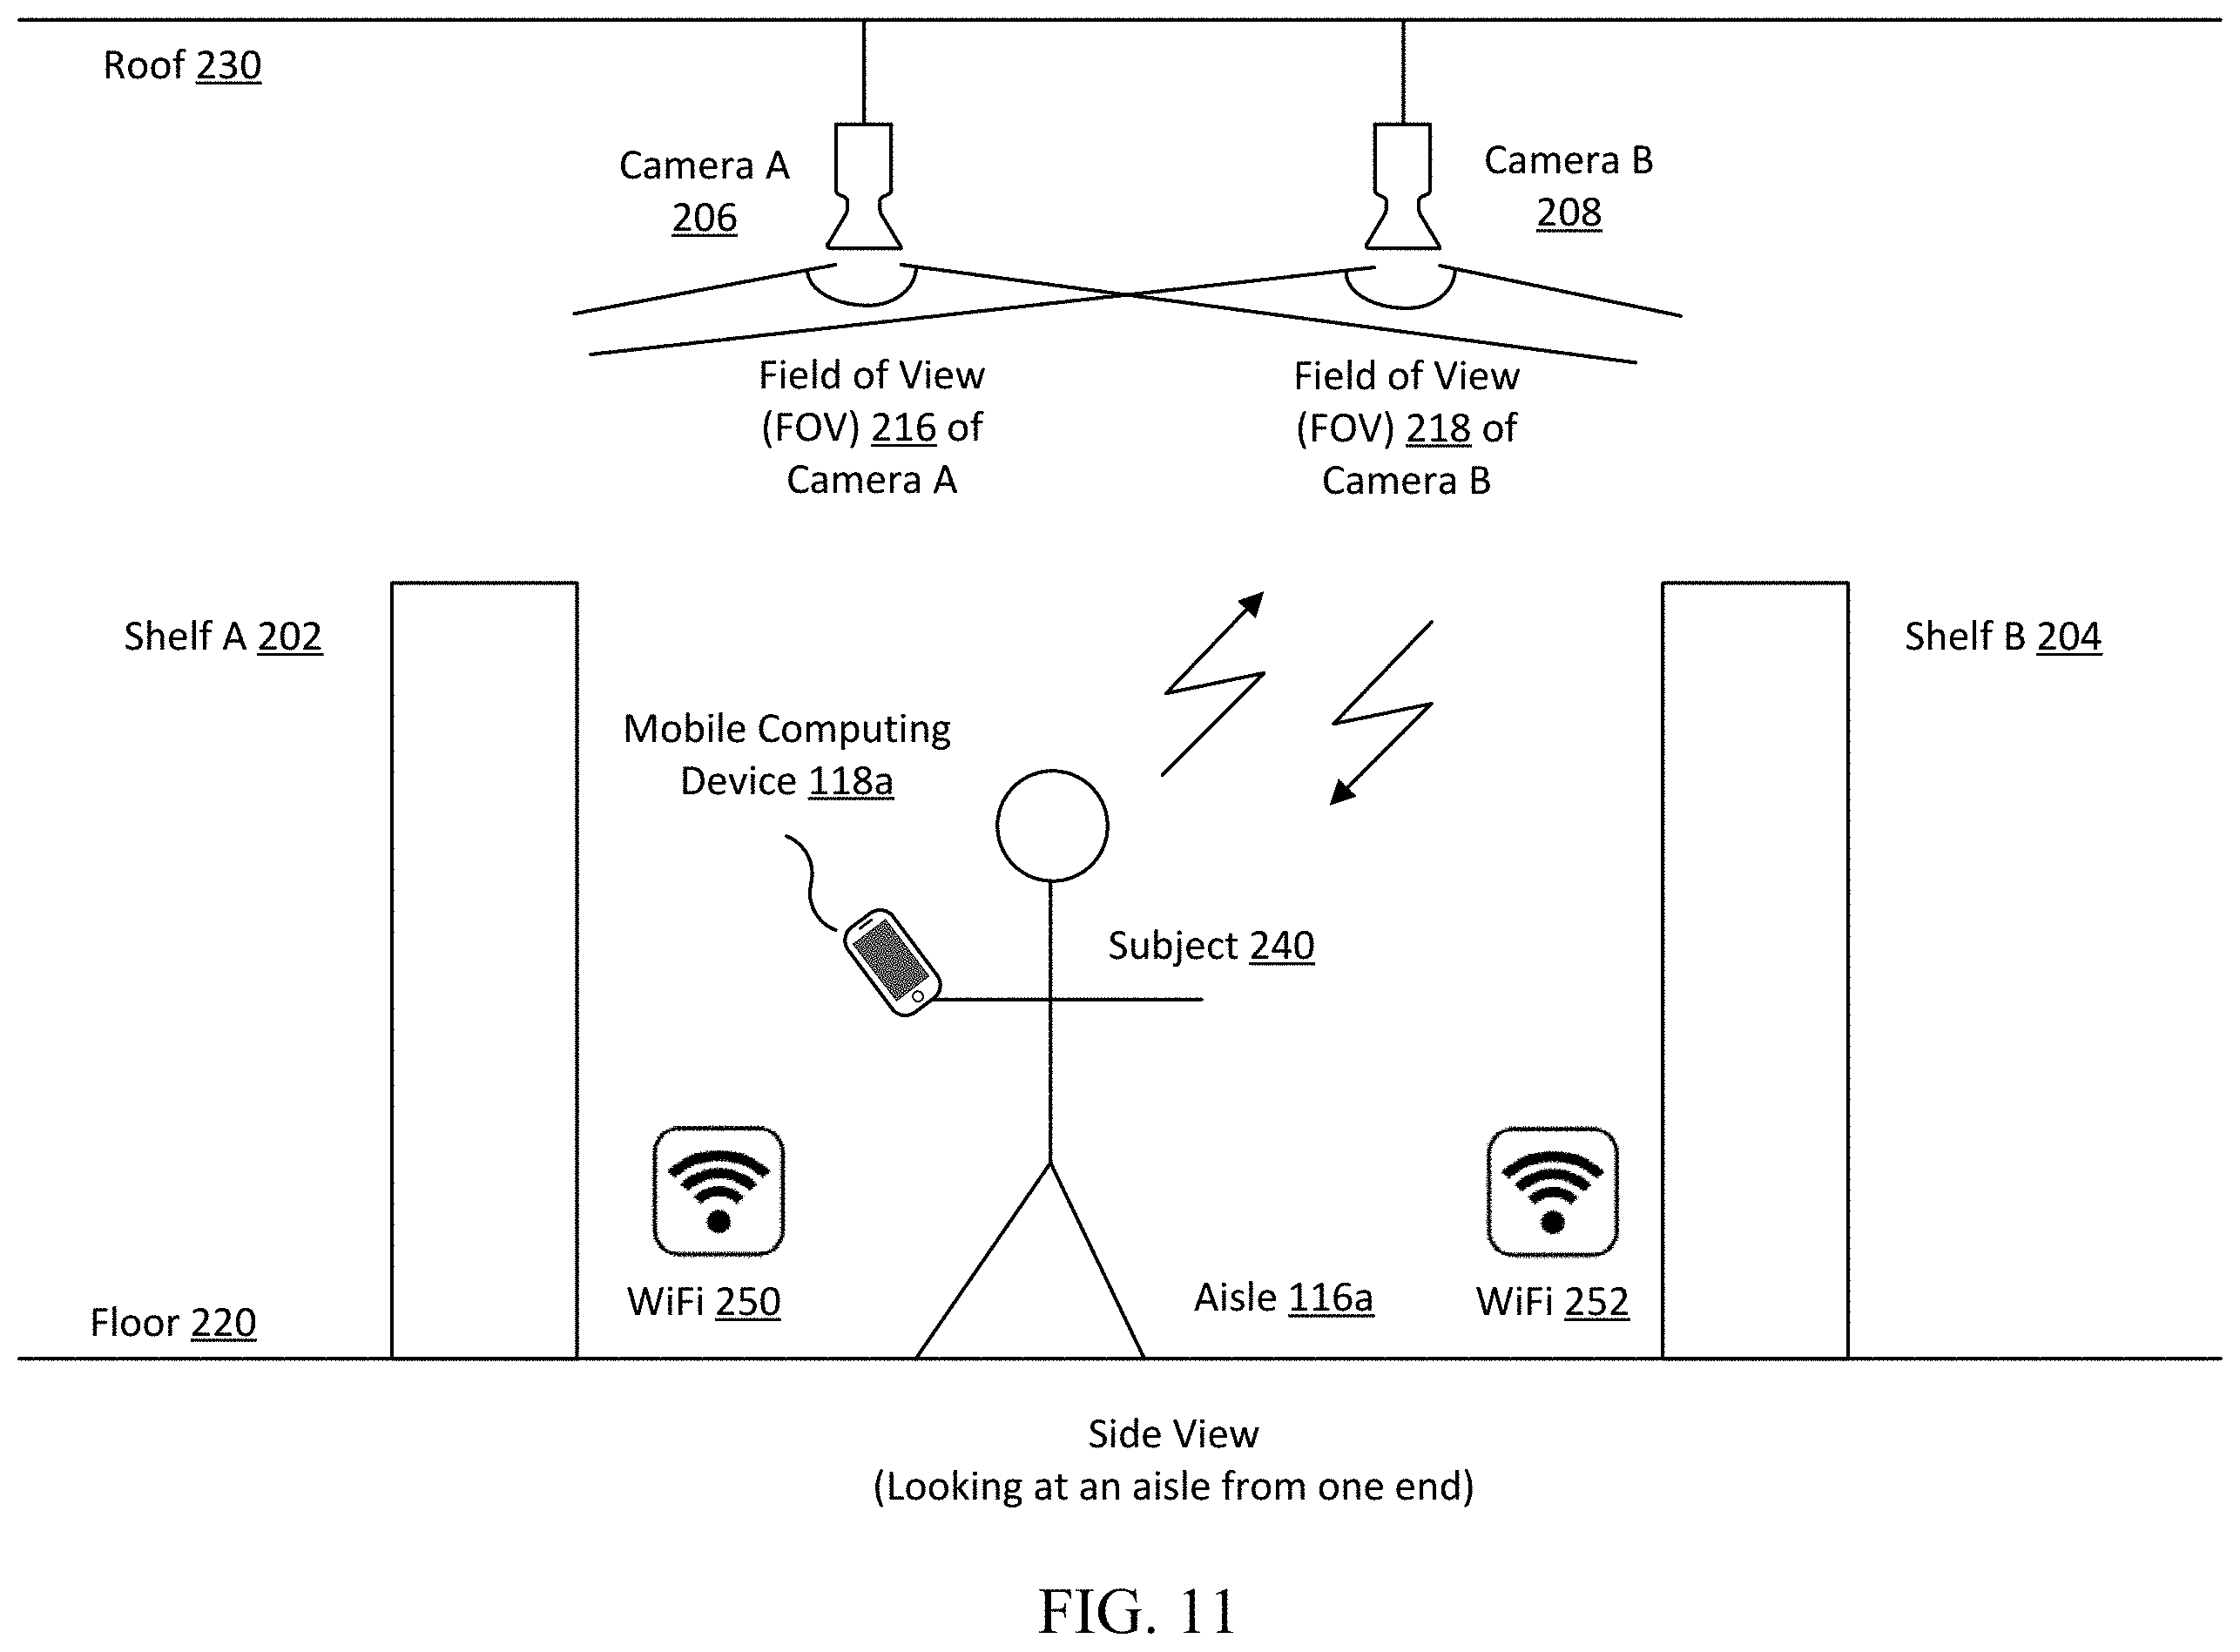 Roof 230
Camera A
206
Camera B
208
Field of View
(FOV) 216 of
Camera A
Field of View
(FOV) 218 of
Camera B
Shelf A 202
Shelf B 204
Mobile Computing
Device 118a
Subject 240
WiFi 250
Aisle 116a
WiFi 252
Floor 220
Side View
(Looking at an aisle from one end)
FIG. 11